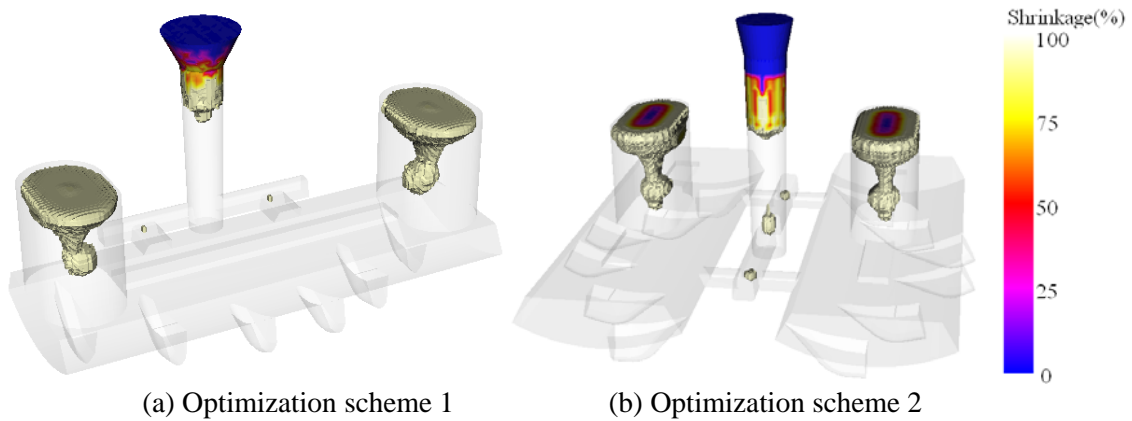 Shrinkage(%)
100
75
50
25
0
(a) Optimization scheme 1
(b) Optimization scheme 2